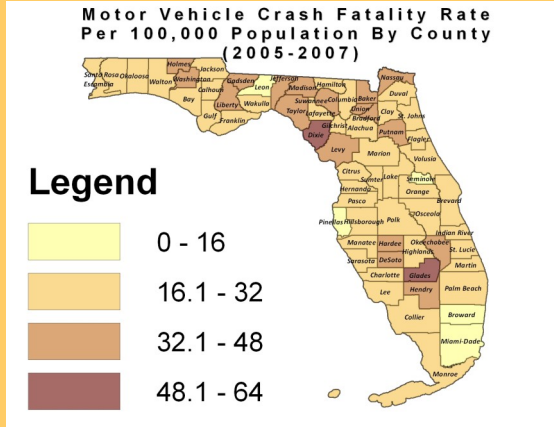 Motor Vehicle Crash Fatality Rate
Per 100,000 Population By County
(2005-2007)
Holmes
Jackson
Santa Rosa
Okaloosa
Walton
Washington
Gadsden
Jefferson
Madison
Hamilton
Nassau
Escambia
Calhoun
Leon
Baker
Duval
Bay
Liberty
Wakulla
Taylor
Suwannee
Columbia
Union
Clay
St. Johns
Gulf
Franklin
Lafayette
Bradford
Dixie
Gilchrist
Alachua
Putnam
Flagler
Levy
Marion
Volusia
Legend
Citrus
Sumter
Lake
Seminole
Hernando
Orange
Pasco
Brevard
Osceola
Pinellas
Hillsborough
Polk
Indian River
0 - 16
Manatee
Hardee
Okeechobee
St. Lucie
Highlands
Sarasota
DeSoto
Martin
Charlotte
Glades
16.1 - 32
Lee
Hendry
Palm Beach
Collier
Broward
32.1 - 48
Miami-Dade
Monroe
48.1 - 64